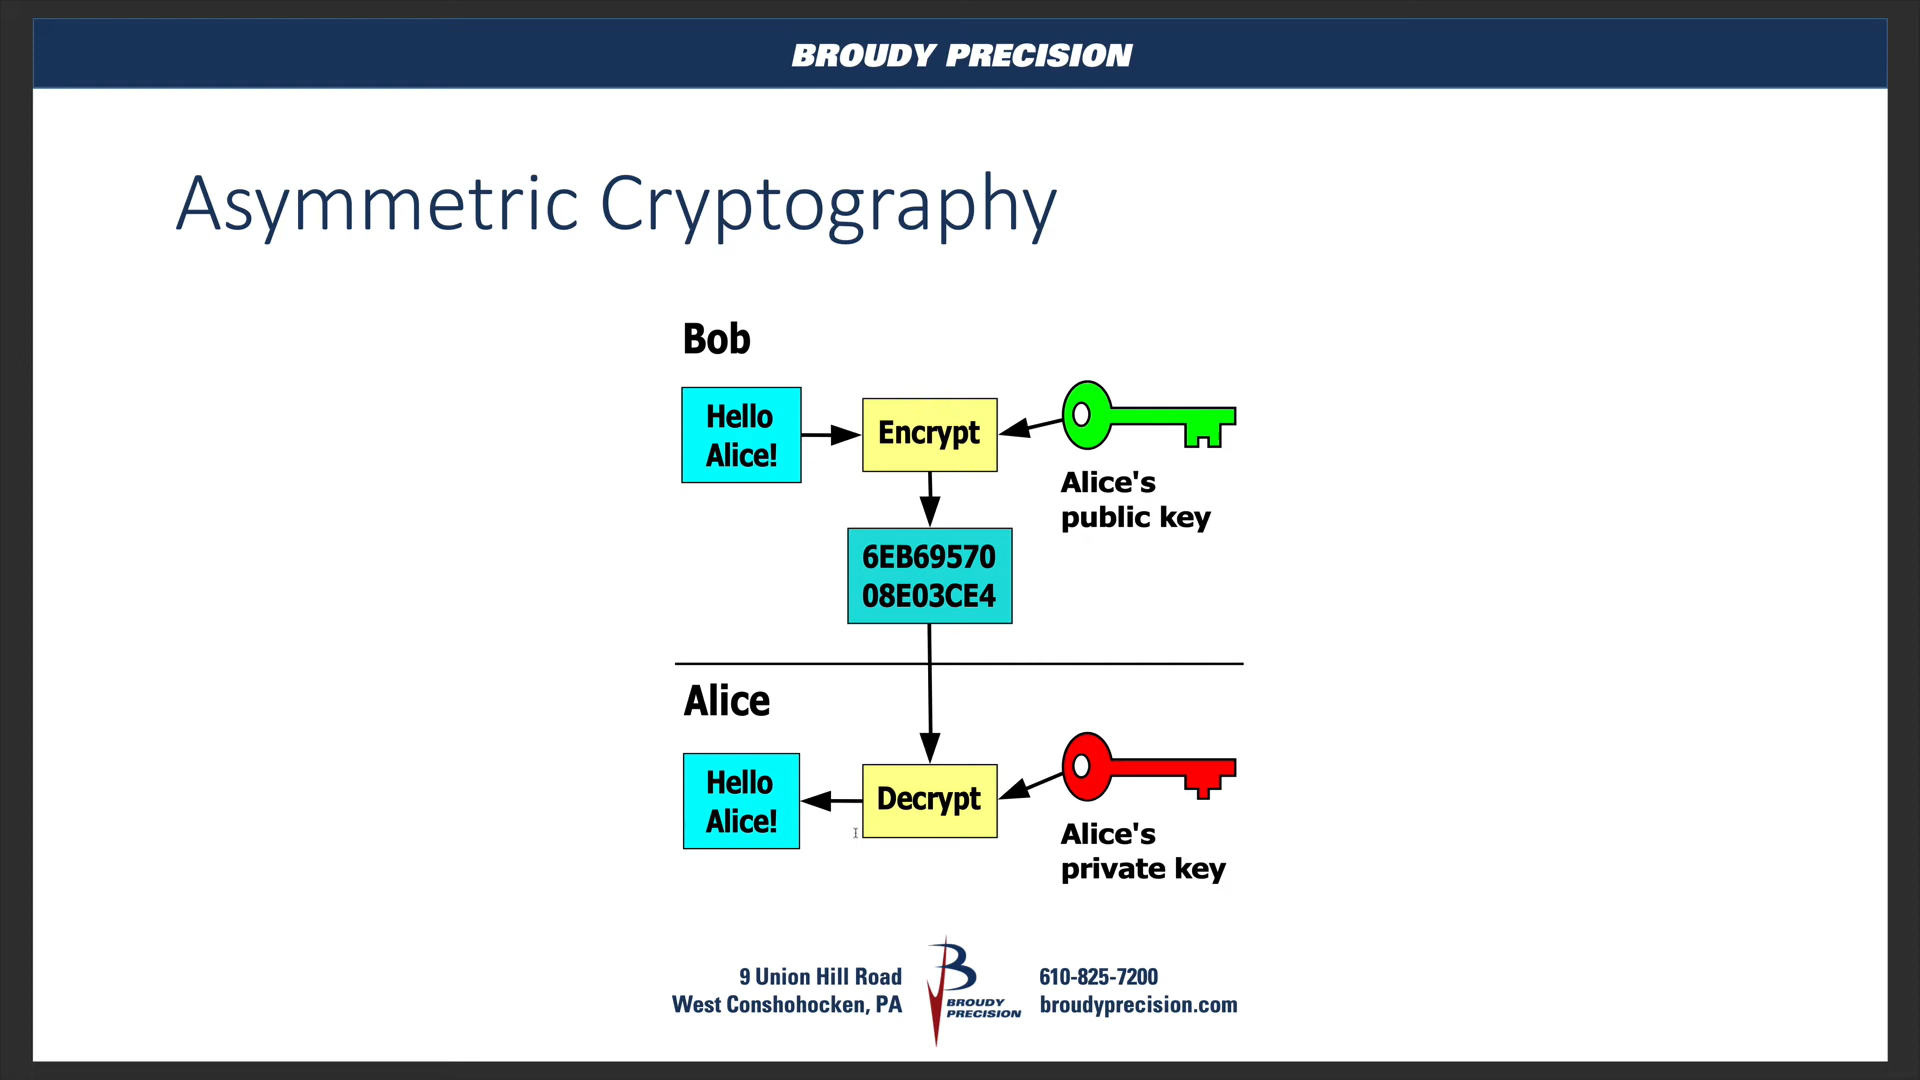 BROUDY PRECISION
Asymmetric Cryptography
Bob
Hello
Alice!
Encrypt
Alice's
public key
6EB69570
08E03CE4
Alice
Hello
Alice!
Decrypt
Alice's
private key
9 Union Hill Road
West Conshohocken, PA
B
BROUDY
PRECISION
610-825-7200
broudyprecision.com